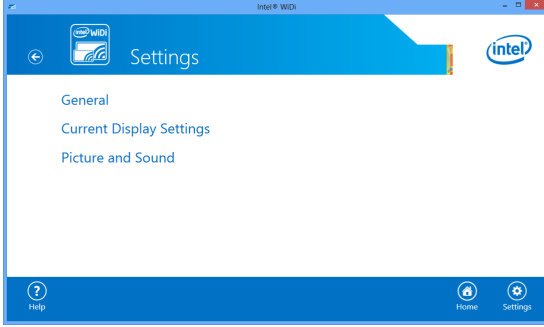 Intel® WiDi
intel WiDi
Settings
intel
General
Current Display Settings
Picture and Sound
?
Help
Home
Settings